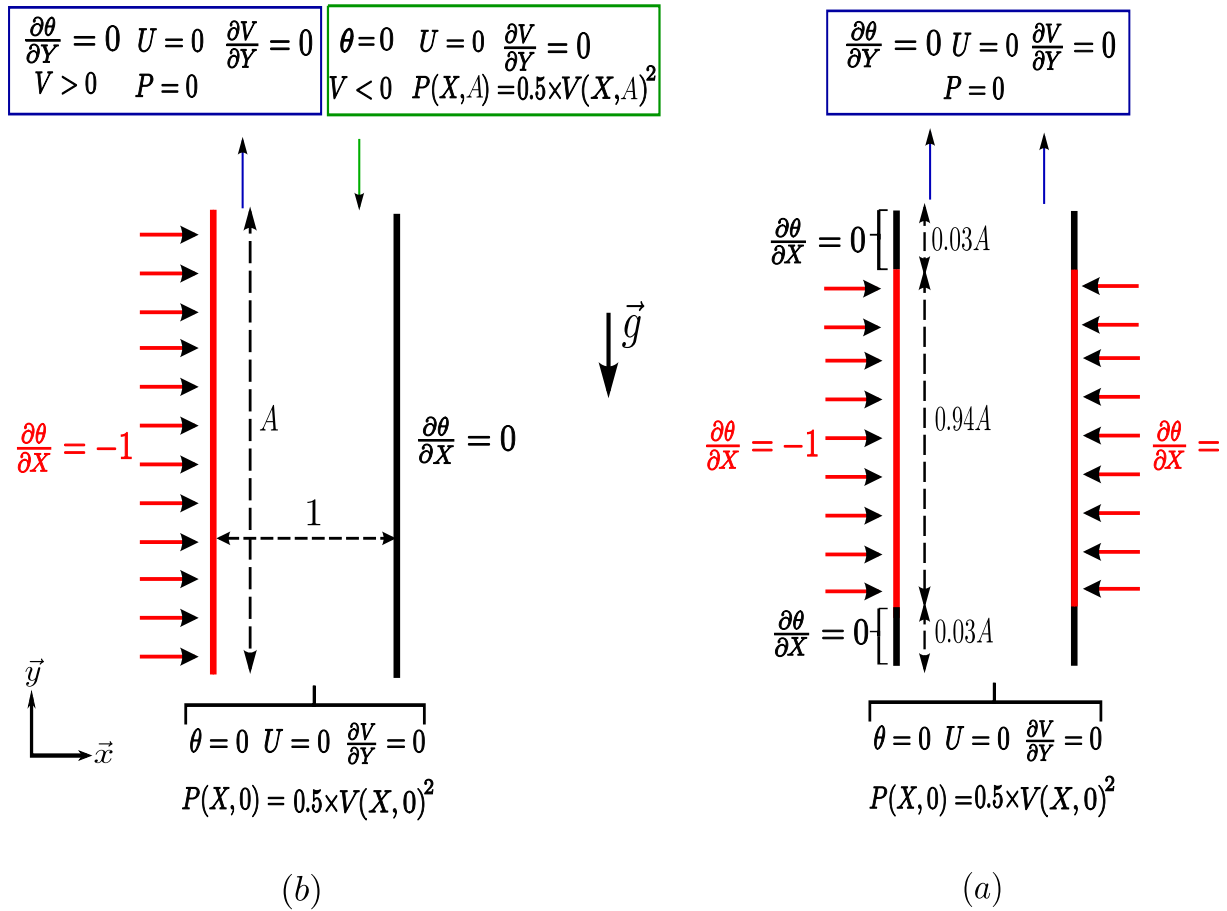 ∂θ/∂Y = 0 U = 0 ∂V/∂Y = 0
V > 0 P = 0
θ=0 U = 0 ∂V/∂Y = 0
V < 0 P(X,A) =0.5×V(X,A)²
∂θ/∂X = −1
A
1
∂θ/∂X = 0
g⃗
y⃗
x⃗
θ = 0 U = 0 ∂V/∂Y = 0
P(X,0) = 0.5×V(X,0)²
(b)
∂θ/∂Y = 0 U = 0 ∂V/∂Y = 0
P = 0
∂θ/∂X = 0
0.03A
∂θ/∂X = −1
0.94A
∂θ/∂X =
∂θ/∂X = 0
0.03A
θ = 0 U = 0 ∂V/∂Y = 0
P(X,0) =0.5×V(X,0)²
(a)